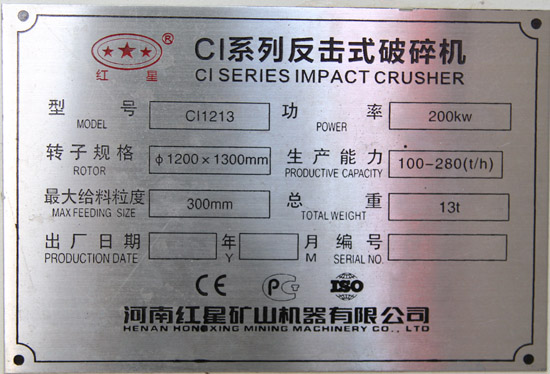 CI系列反击式破碎机
CI SERIES IMPACT CRUSHER
★★★ ®
红 星
型 号 CI1213 功 率 200kw
MODEL POWER
转子规格 φ1200×1300mm 生产能力 100-280(t/h)
ROTOR PRODUCTIVE CAPACITY
最大给料粒度 300mm 总 重 13t
MAX FEEDING SIZE TOTAL WEIGHT
出厂日期 年 月 编号
PRODUCTION DATE Y M SERIAL NO.
CE PC ISO
河南红星矿山机器有限公司
HENAN HONGXING MINING MACHINERY CO., LTD